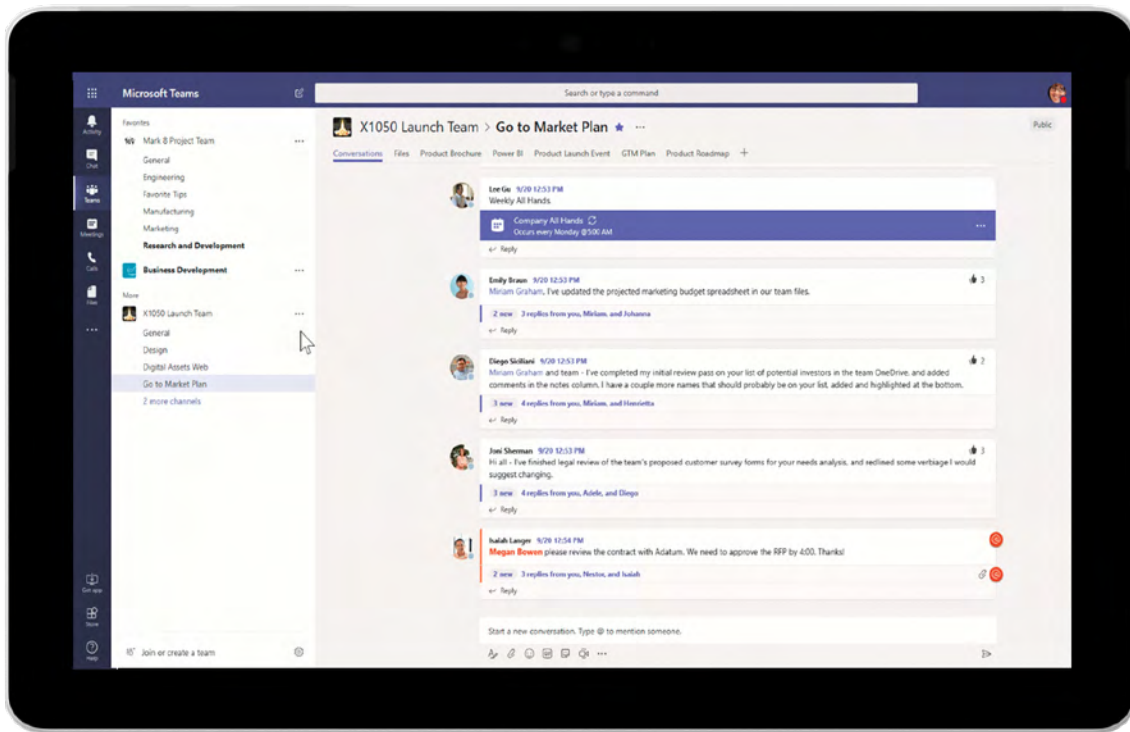 Microsoft Teams
Search or type a command
Activity
Chat
Teams
Meetings
Calls
Files
Get app
Store
Help
Favorites
Mark 8 Project Team
General
Engineering
Favorite Tips
Manufacturing
Marketing
Research and Development
Business Development
More
X1050 Launch Team
General
Design
Digital Assets Web
Go to Market Plan
2 more channels
Join or create a team
X1050 Launch Team > Go to Market Plan
Public
Conversations Files Product Brochure Power BI Product Launch Event GTM Plan Product Roadmap +
Lee Gu 9/20 12:53 PM
Weekly All Hands
Company All Hands
Occurs every Monday @5:00 AM
Reply
Emily Braun 9/20 12:53 PM 3
Miriam Graham, I've updated the projected marketing budget spreadsheet in our team files.
2 new 3 replies from you, Miriam, and Johanna
Reply
Diego Siciliani 9/20 12:53 PM 2
Miriam Graham and team - I've completed my initial review pass on your list of potential investors in the team OneDrive, and added
comments in the notes column. I have a couple more names that should probably be on your list, added and highlighted at the bottom.
3 new 4 replies from you, Miriam, and Henrietta
Reply
Joni Sherman 9/20 12:53 PM 3
Hi all - I've finished legal review of the team's proposed customer survey forms for your needs analysis, and redlined some verbiage I would
suggest changing.
3 new 4 replies from you, Adele, and Diego
Reply
Isaiah Langer 9/20 12:54 PM
Megan Bowen please review the contract with Adatum. We need to approve the RFP by 4:00. Thanks!
2 new 3 replies from you, Nestor, and Isaiah
Reply
Start a new conversation. Type @ to mention someone.